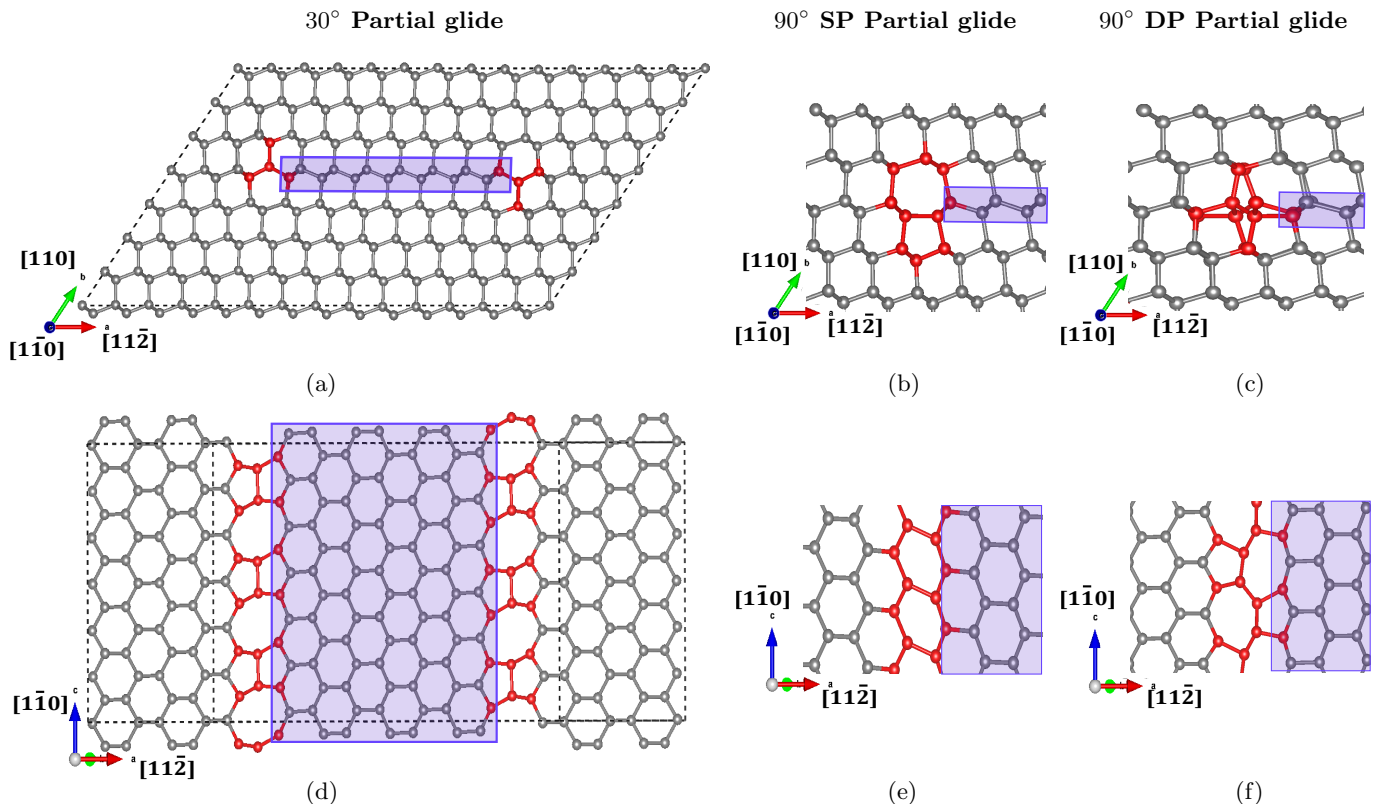 30° Partial glide
90° SP Partial glide
90° DP Partial glide
[110]
b
a
[11̄0]
[112̄]
[110]
b
a
[11̄0]
[112̄]
[110]
b
a
[11̄0]
[112̄]
(a)
(b)
(c)
[11̄0]
c
a
[112̄]
[11̄0]
c
a
[112̄]
[11̄0]
c
a
[112̄]
(d)
(e)
(f)